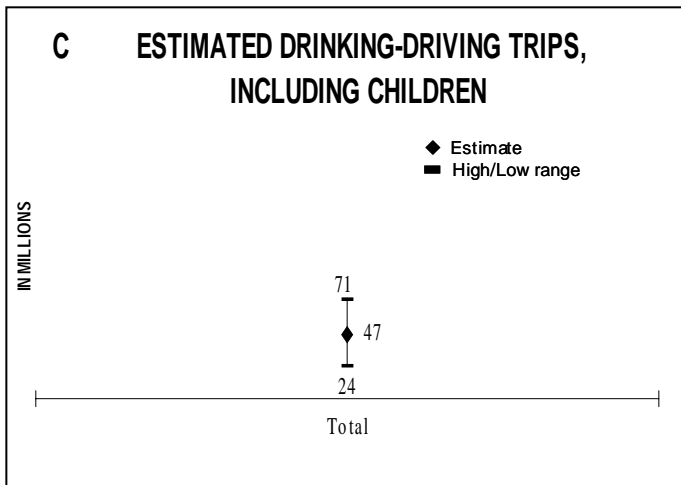 C ESTIMATED DRINKING-DRIVING TRIPS,
INCLUDING CHILDREN
Estimate
High/Low range
IN MILLIONS
71
47
24
Total